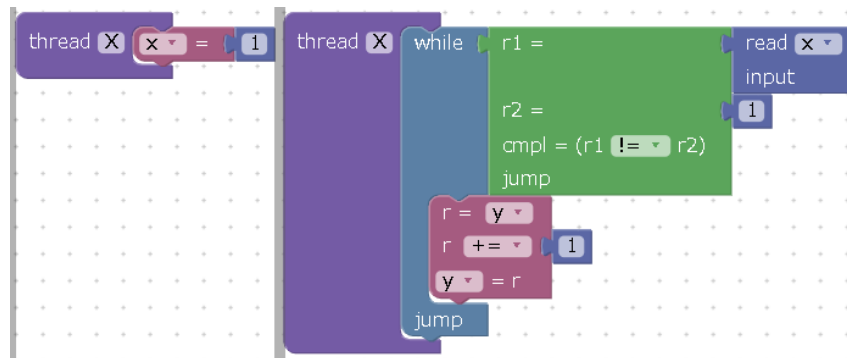 thread X x = 1
thread X while r1 = read x
input
r2 = 1
cmpl = (r1 != r2)
jump
r = y
r += 1
y = r
jump